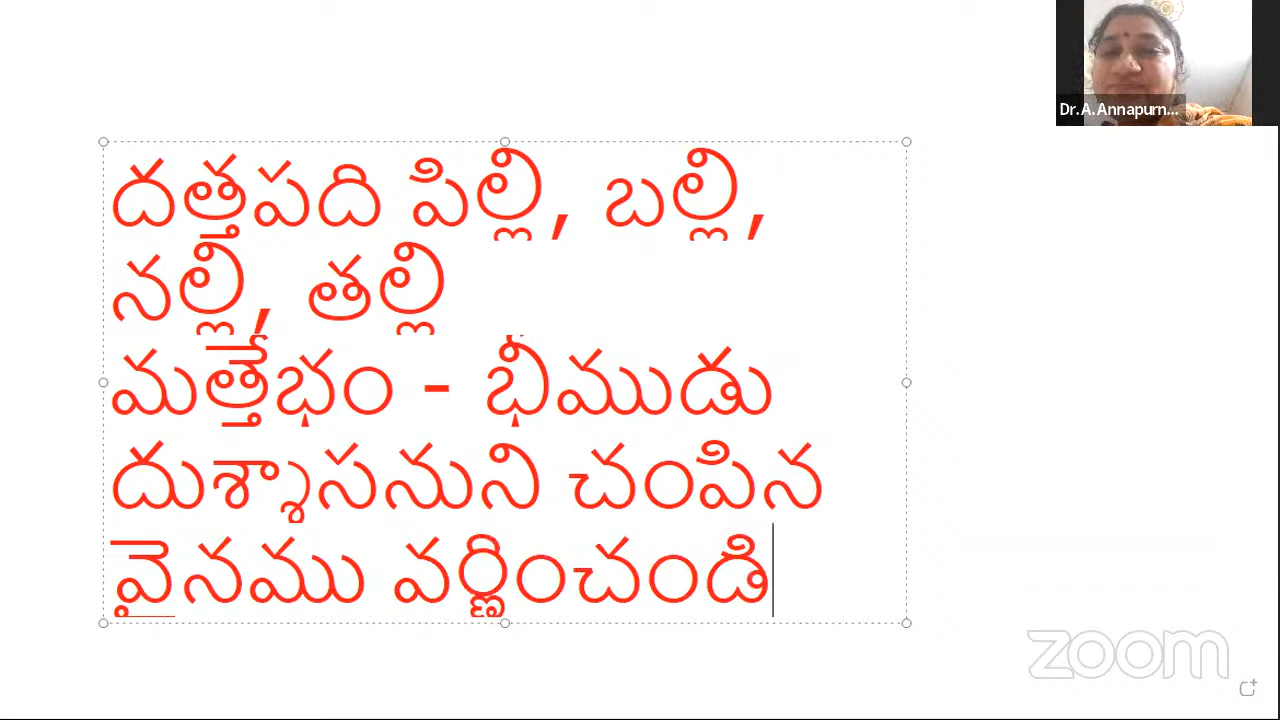 Dr.A.Annapurn...
దత్తపది పిల్లి, బల్లి,
నల్లి, తల్లి
మత్తేభం - భీముడు
దుశ్శాసనుని చంపిన
వైనము వర్ణించండి
zoom